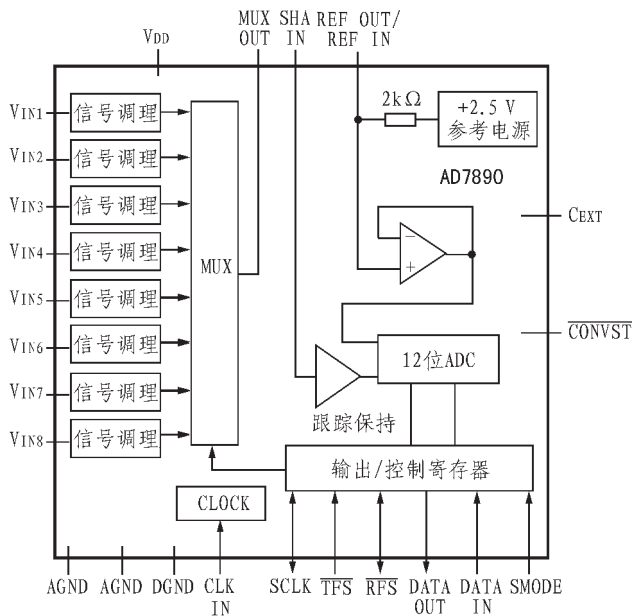 MUX SHA REF OUT/
OUT IN REF IN
VDD
2kΩ
+2.5 V
参考电源
AD7890
VIN1 信号调理
VIN2 信号调理
VIN3 信号调理
VIN4 信号调理
VIN5 信号调理
VIN6 信号调理
VIN7 信号调理
VIN8 信号调理
MUX
CEXT
CONVST
12位ADC
跟踪保持
输出/控制寄存器
CLOCK
AGND AGND DGND CLK SCLK TFS RFS DATA DATA SMODE
IN OUT IN